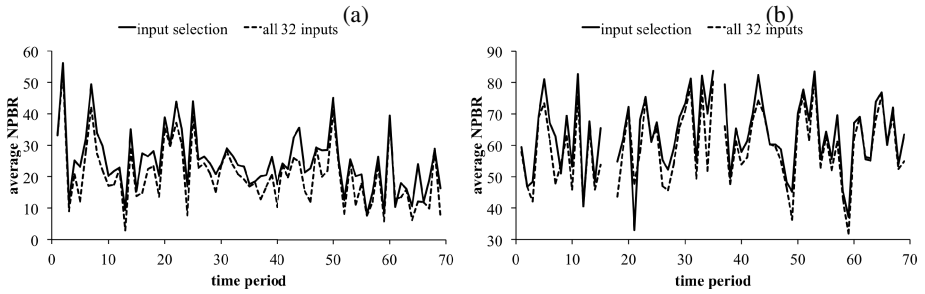 (a)
input selection all 32 inputs
60
50
40
30
20
10
0
average NPBR
0 10 20 30 40 50 60 70
time period
(b)
input selection all 32 inputs
90
80
70
60
50
40
30
average NPBR
0 10 20 30 40 50 60 70
time period